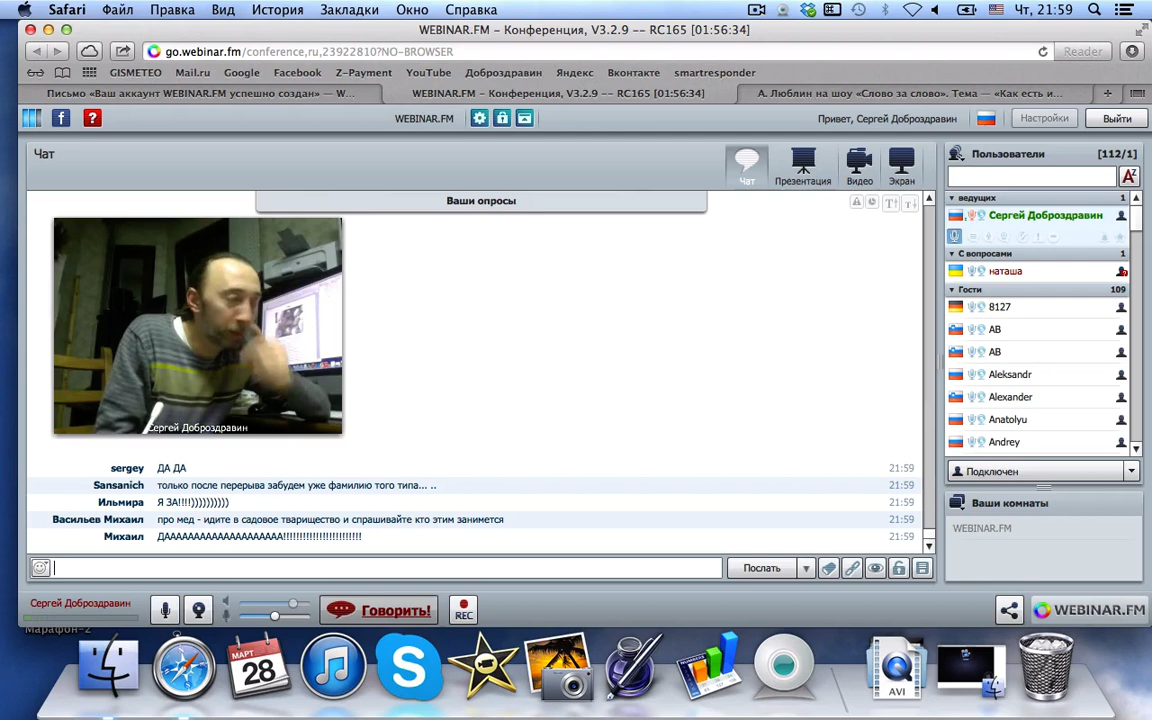 Safari Файл Правка Вид История Закладки Окно Справка Чт, 21:59
WEBINAR.FM – Конференция, V3.2.9 – RC165 [01:56:34]
go.webinar.fm/conference,ru,23922810?NO-BROWSER Reader
GISMETEO Mail.ru Google Facebook Z-Payment YouTube Доброздравин Яндекс Вконтакте smartresponder
Письмо «Ваш аккаунт WEBINAR.FM успешно создан» — W... WEBINAR.FM – Конференция, V3.2.9 – RC165 [01:56:34] А. Люблин на шоу «Слово за слово». Тема — «Как есть и...
f ? WEBINAR.FM Привет, Сергей Доброздравин Настройки Выйти
Чат
Чат Презентация Видео Экран
Ваши опросы
Сергей Доброздравин
sergey ДА ДА 21:59
Sansanich только после перерыва забудем уже фамилию того типа... .. 21:59
Ильмира Я ЗА!!!!)))))))))) 21:59
Васильев Михаил про мед - идите в садовое тварищество и спрашивайте кто этим занимется 21:59
Михаил ДААААААААААААААААААААА!!!!!!!!!!!!!!!!!!!!!!!! 21:59
Послать
Сергей Доброздравин Говорить! REC
Пользователи [112/1]
ведущих 1
Сергей Доброздравин
С вопросами 1
наташа
Гости 109
8127
AB
AB
Aleksandr
Alexander
Anatolyu
Andrey
Подключен
Ваши комнаты
WEBINAR.FM
WEBINAR.FM
Марафон-2
МАРТ
28
NUMBERS
AVI